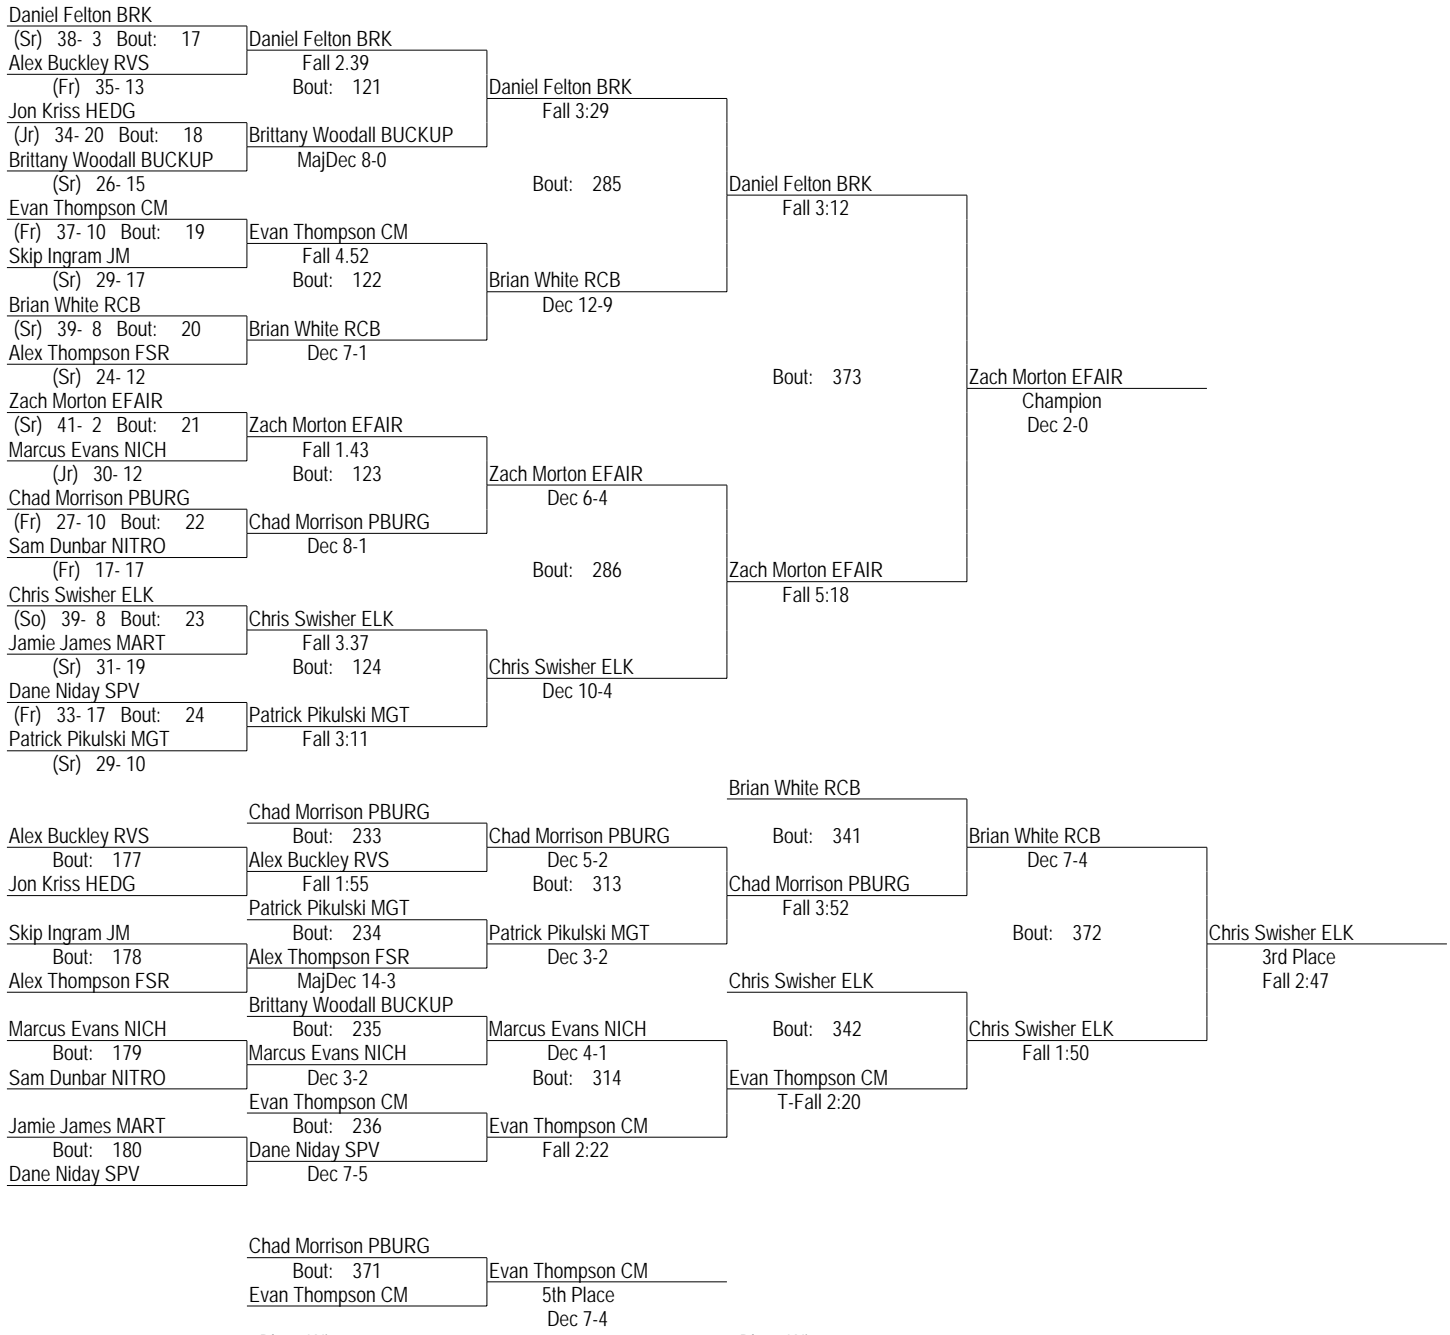 Daniel Felton BRK
(Sr) 38- 3 Bout: 17 Daniel Felton BRK
Alex Buckley RVS Fall 2.39
(Fr) 35- 13 Bout: 121 Daniel Felton BRK
Jon Kriss HEDG Fall 3:29
(Jr) 34- 20 Bout: 18 Brittany Woodall BUCKUP
Brittany Woodall BUCKUP MajDec 8-0
(Sr) 26- 15 Bout: 285 Daniel Felton BRK
Evan Thompson CM Fall 3:12
(Fr) 37- 10 Bout: 19 Evan Thompson CM
Skip Ingram JM Fall 4.52
(Sr) 29- 17 Bout: 122 Brian White RCB
Brian White RCB Dec 12-9
(Sr) 39- 8 Bout: 20 Brian White RCB
Alex Thompson FSR Dec 7-1
(Sr) 24- 12 Bout: 373 Zach Morton EFAIR
Zach Morton EFAIR Champion
(Sr) 41- 2 Bout: 21 Zach Morton EFAIR Dec 2-0
Marcus Evans NICH Fall 1.43
(Jr) 30- 12 Bout: 123 Zach Morton EFAIR
Chad Morrison PBURG Dec 6-4
(Fr) 27- 10 Bout: 22 Chad Morrison PBURG
Sam Dunbar NITRO Dec 8-1
(Fr) 17- 17 Bout: 286 Zach Morton EFAIR
Chris Swisher ELK Fall 5:18
(So) 39- 8 Bout: 23 Chris Swisher ELK
Jamie James MART Fall 3.37
(Sr) 31- 19 Bout: 124 Chris Swisher ELK
Dane Niday SPV Dec 10-4
(Fr) 33- 17 Bout: 24 Patrick Pikulski MGT
Patrick Pikulski MGT Fall 3:11
(Sr) 29- 10
Brian White RCB
Chad Morrison PBURG
Alex Buckley RVS Bout: 233 Chad Morrison PBURG Bout: 341 Brian White RCB
Bout: 177 Alex Buckley RVS Dec 5-2 Dec 7-4
Jon Kriss HEDG Fall 1:55 Bout: 313 Chad Morrison PBURG
Patrick Pikulski MGT Fall 3:52
Skip Ingram JM Bout: 234 Patrick Pikulski MGT Bout: 372 Chris Swisher ELK
Bout: 178 Alex Thompson FSR Dec 3-2 3rd Place
Alex Thompson FSR MajDec 14-3 Chris Swisher ELK Fall 2:47
Brittany Woodall BUCKUP
Marcus Evans NICH Bout: 235 Marcus Evans NICH Bout: 342 Chris Swisher ELK
Bout: 179 Marcus Evans NICH Dec 4-1 Fall 1:50
Sam Dunbar NITRO Dec 3-2 Bout: 314 Evan Thompson CM
Evan Thompson CM T-Fall 2:20
Jamie James MART Bout: 236 Evan Thompson CM
Bout: 180 Dane Niday SPV Fall 2:22
Dane Niday SPV Dec 7-5
Chad Morrison PBURG
Bout: 371 Evan Thompson CM
Evan Thompson CM 5th Place
Dec 7-4